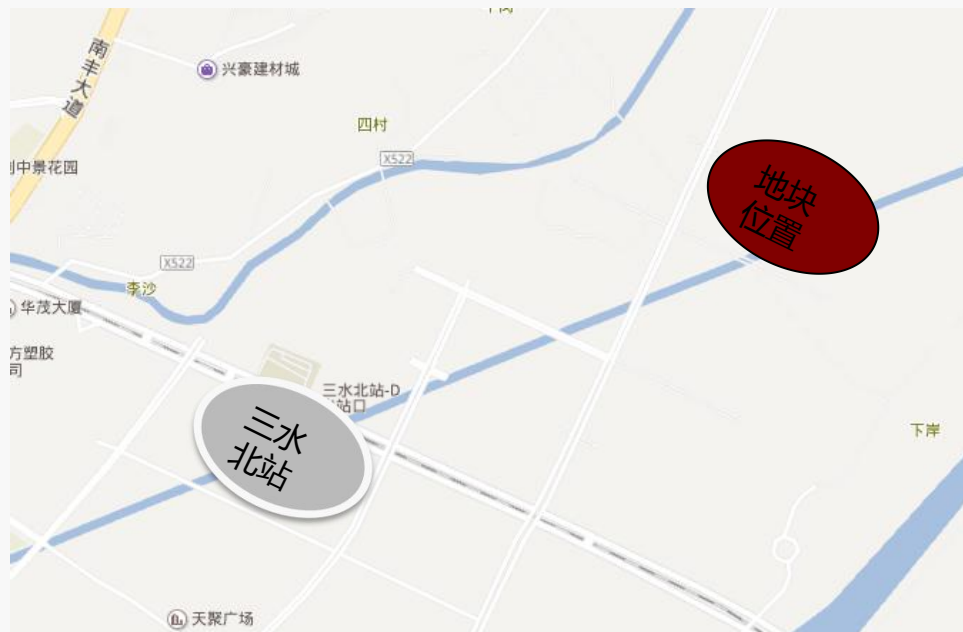 南丰大道
兴豪建材城
四村
X522
中景花园
地块
位置
X522
李沙
华茂大厦
方塑胶
司
三水北站-D
站口
三水
北站
下岸
天聚广场